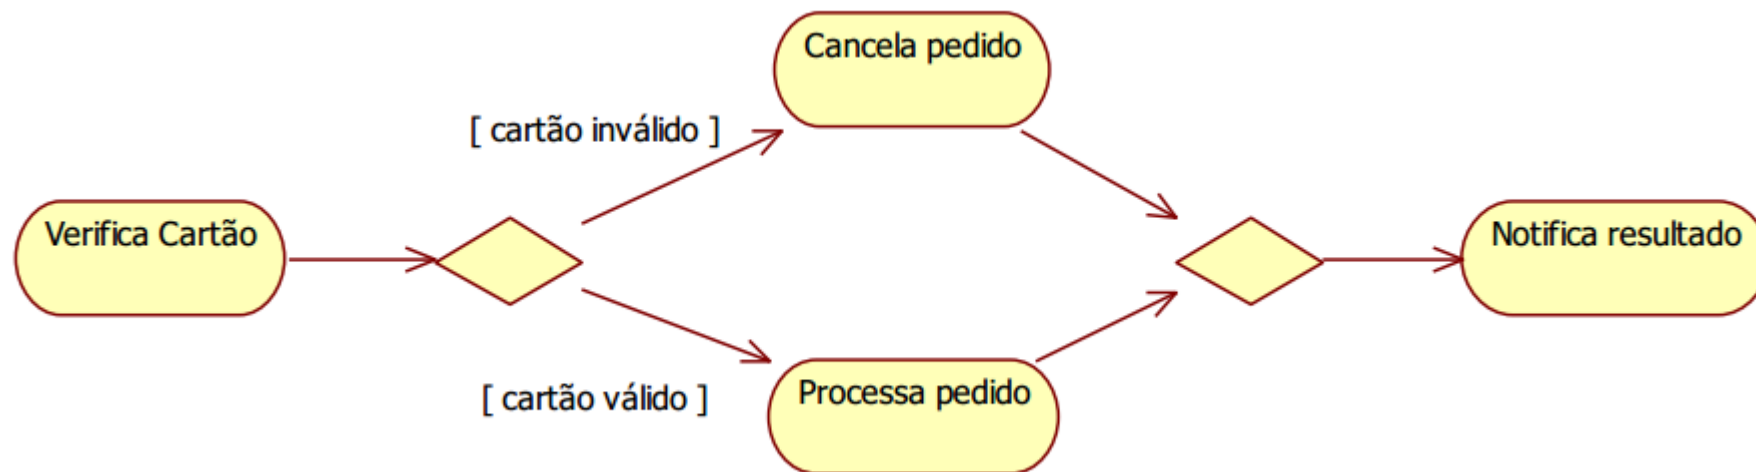 Cancela pedido
[ cartão inválido ]
Verifica Cartão
Notifica resultado
[ cartão válido ]
Processa pedido